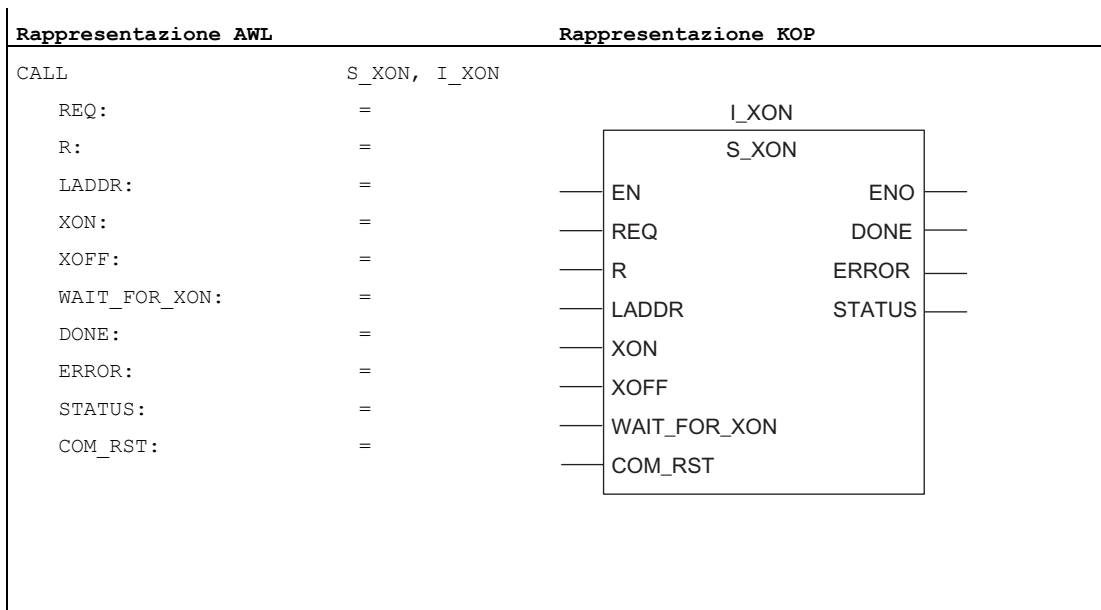 Rappresentazione AWL Rappresentazione KOP
CALL S_XON, I_XON
REQ: =
R: =
LADDR: =
XON: =
XOFF: =
WAIT_FOR_XON: =
DONE: =
ERROR: =
STATUS: =
COM_RST: =
I_XON
S_XON
EN ENO
REQ DONE
R ERROR
LADDR STATUS
XON
XOFF
WAIT_FOR_XON
COM_RST